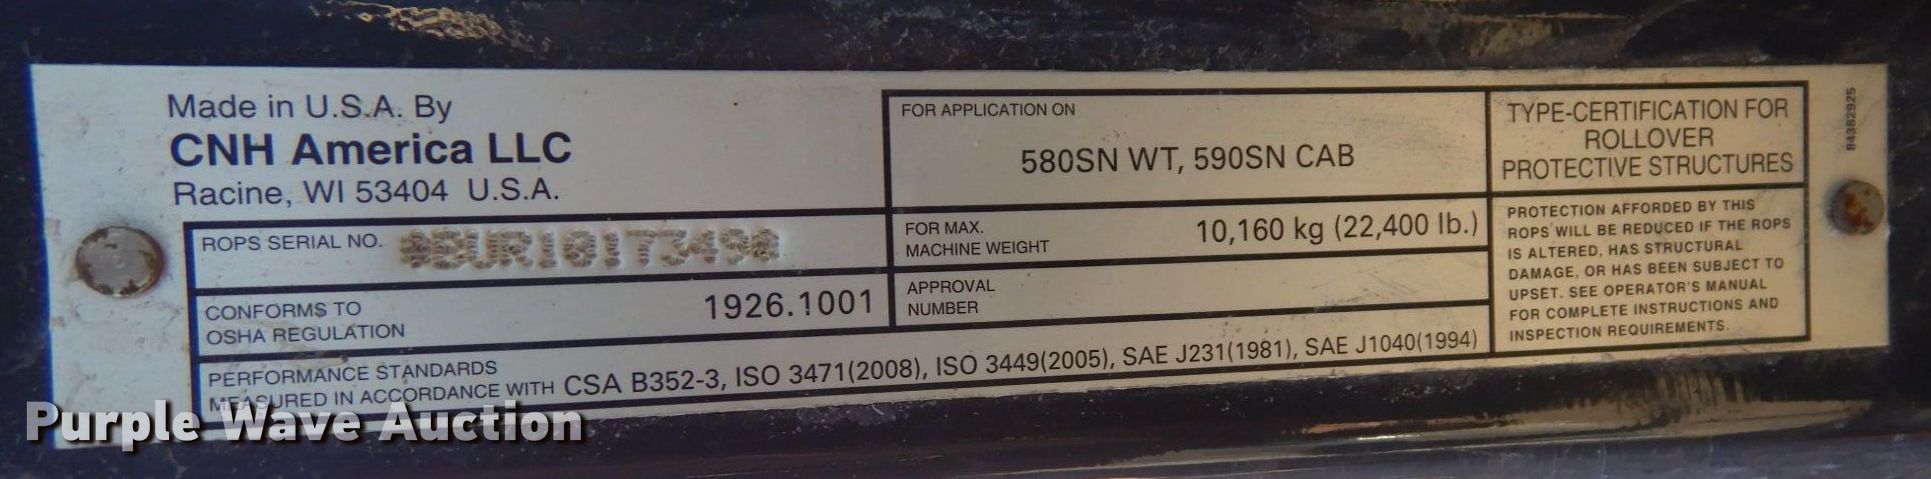 Made in U.S.A. By
CNH America LLC
Racine, WI 53404 U.S.A.
ROPS SERIAL NO.
CONFORMS TO
OSHA REGULATION
1926.1001
FOR APPLICATION ON
580SN WT, 590SN CAB
FOR MAX.
MACHINE WEIGHT
10,160 kg (22,400 lb.)
APPROVAL
NUMBER
PERFORMANCE STANDARDS
MEASURED IN ACCORDANCE WITH CSA B352-3, ISO 3471(2008), ISO 3449(2005), SAE J231(1981), SAE J1040(1994)
TYPE-CERTIFICATION FOR
ROLLOVER
PROTECTIVE STRUCTURES
PROTECTION AFFORDED BY THIS
ROPS WILL BE REDUCED IF THE ROPS
IS ALTERED, HAS STRUCTURAL
DAMAGE, OR HAS BEEN SUBJECT TO
UPSET. SEE OPERATOR'S MANUAL
FOR COMPLETE INSTRUCTIONS AND
INSPECTION REQUIREMENTS.
84382925
Purple Wave Auction